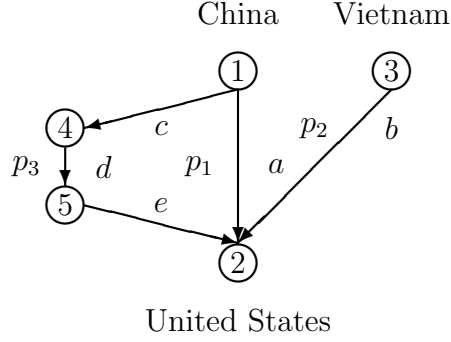 China Vietnam
1 3
4 c p₂ b
p₃ d p₁ a
5 e
2
United States